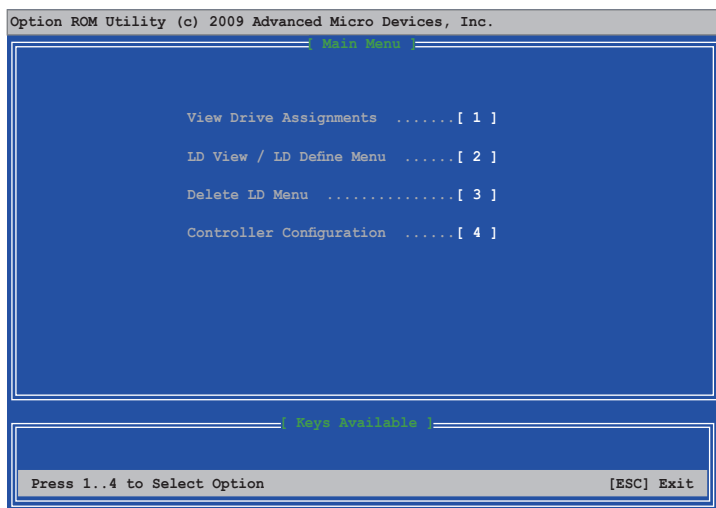 Option ROM Utility (c) 2009 Advanced Micro Devices, Inc.
[ Main Menu ]
View Drive Assignments .......[ 1 ]
LD View / LD Define Menu ......[ 2 ]
Delete LD Menu ...............[ 3 ]
Controller Configuration ......[ 4 ]
[ Keys Available ]
Press 1..4 to Select Option [ESC] Exit